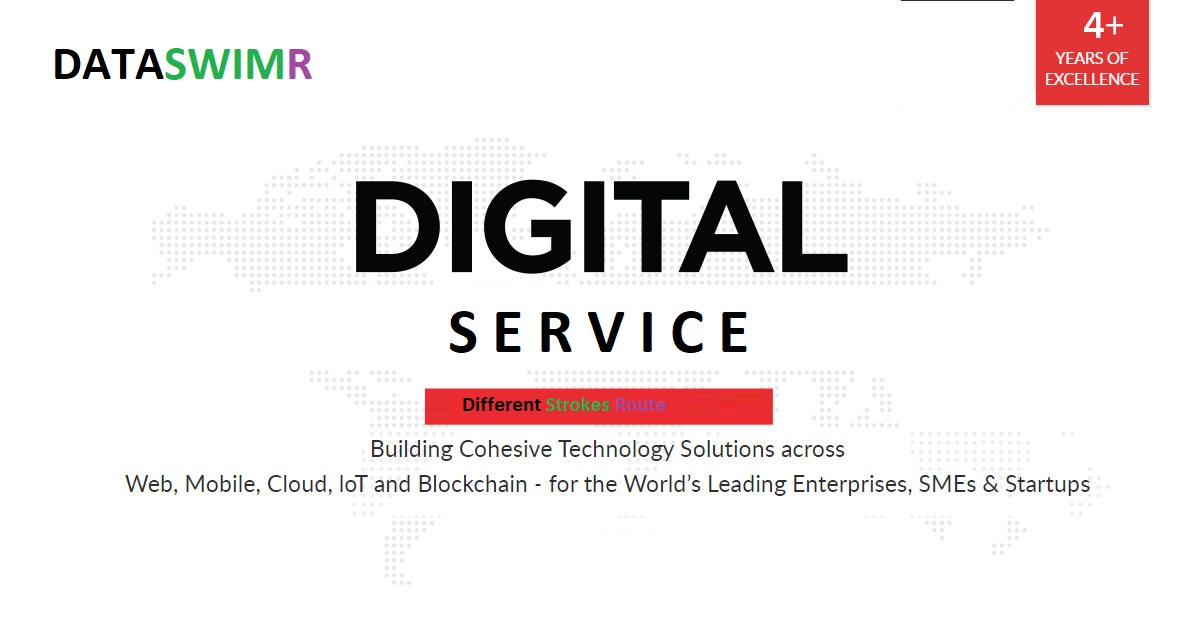 DATASWIMR
4+
YEARS OF
EXCELLENCE
DIGITAL
SERVICE
Different Strokes Route
Building Cohesive Technology Solutions across
Web, Mobile, Cloud, IoT and Blockchain - for the World’s Leading Enterprises, SMEs & Startups